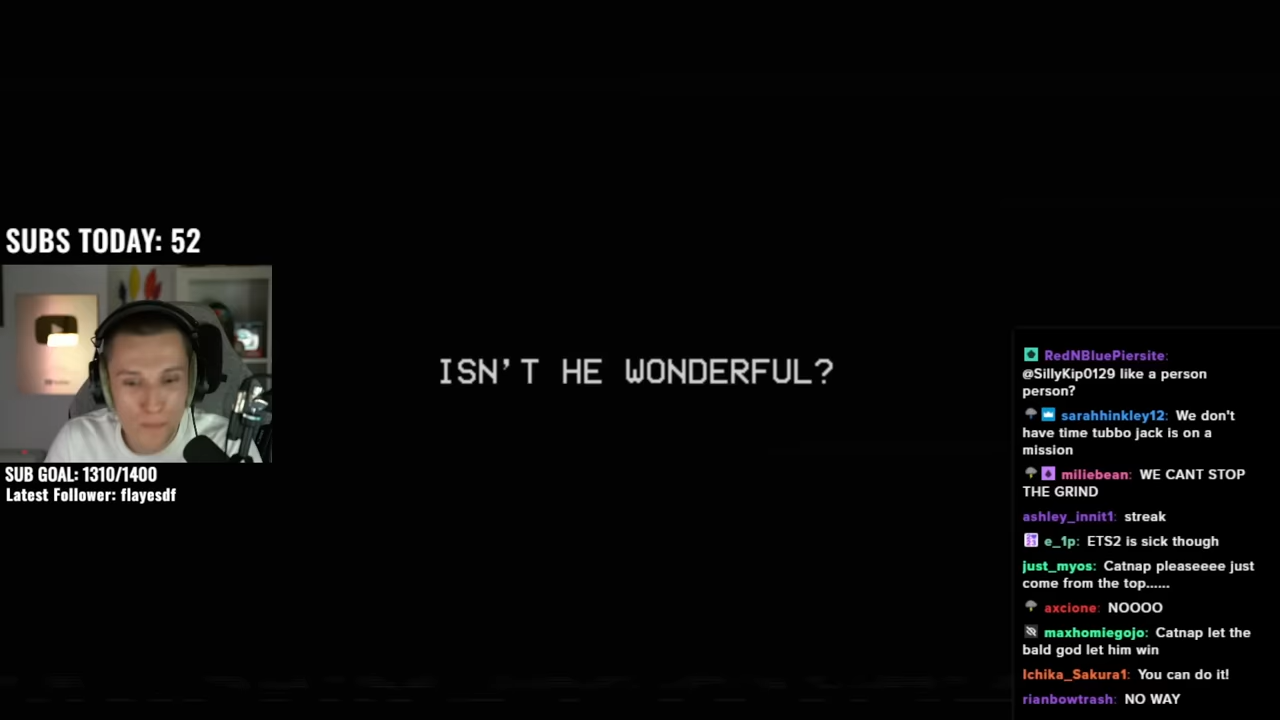 SUBS TODAY: 52
SUB GOAL: 1310/1400
Latest Follower: flayesdf
ISN'T HE WONDERFUL?
RedNBluePiersite:
@SillyKip0129 like a person
person?
sarahhinkley12: We don't
have time tubbo jack is on a
mission
miliebean: WE CANT STOP
THE GRIND
ashley_innit1: streak
e_1p: ETS2 is sick though
just_myos: Catnap pleaseeee just
come from the top......
axcione: NOOOO
maxhomiegojo: Catnap let the
bald god let him win
Ichika_Sakura1: You can do it!
rianbowtrash: NO WAY